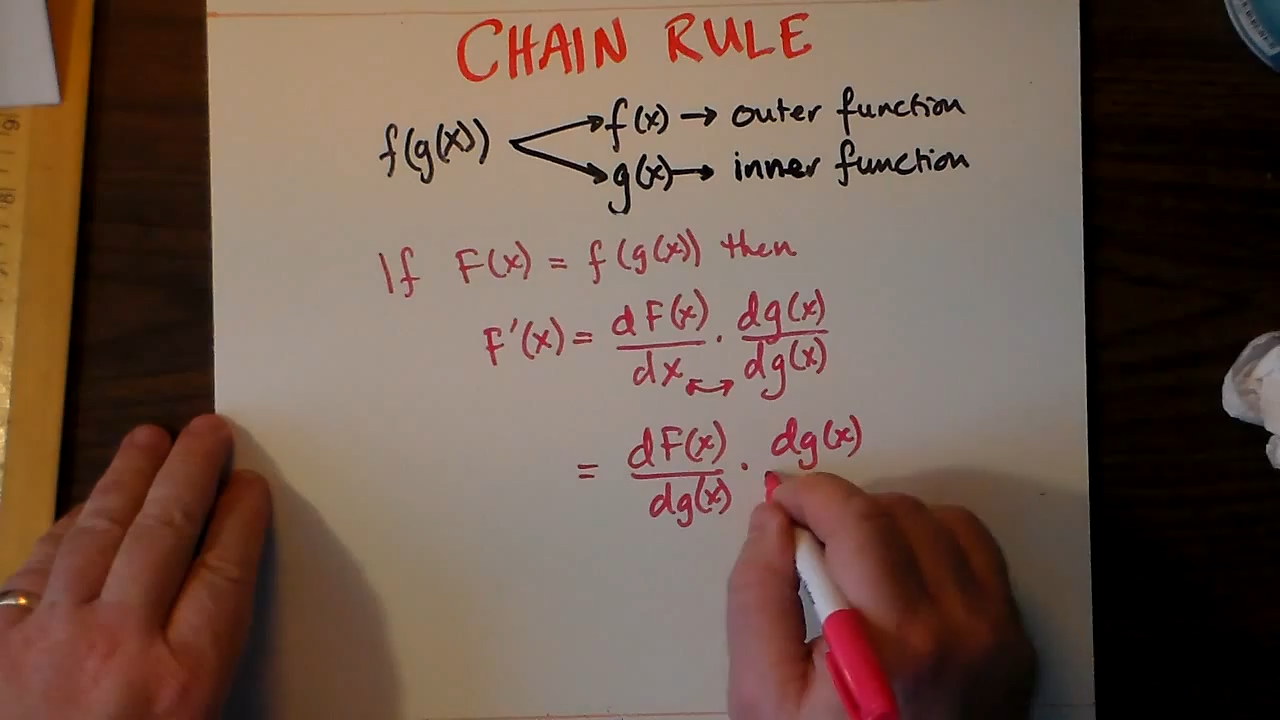 CHAIN RULE
f(g(x)) → f(x) → outer function
→ g(x) → inner function
If F(x) = f(g(x)) then
F'(x) = dF(x)/dx · dg(x)/dg(x)
↔
= dF(x)/dg(x) · dg(x)